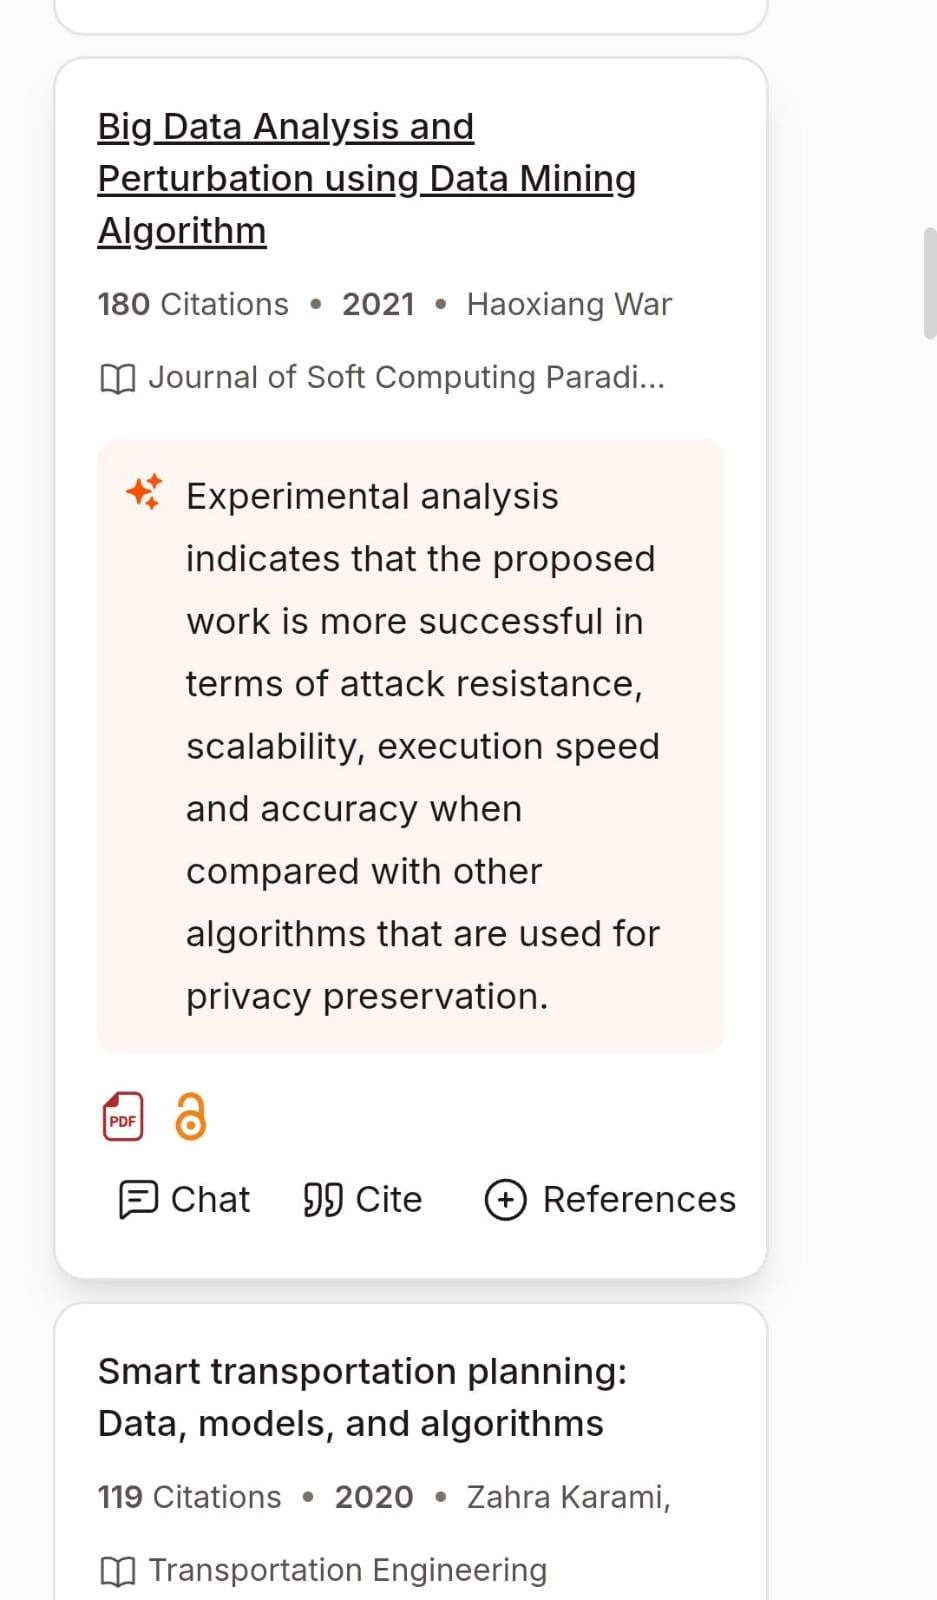 Big Data Analysis and
Perturbation using Data Mining
Algorithm
180 Citations • 2021 • Haoxiang War
Journal of Soft Computing Paradi...
Experimental analysis
indicates that the proposed
work is more successful in
terms of attack resistance,
scalability, execution speed
and accuracy when
compared with other
algorithms that are used for
privacy preservation.
PDF
Chat Cite References
Smart transportation planning:
Data, models, and algorithms
119 Citations • 2020 • Zahra Karami,
Transportation Engineering